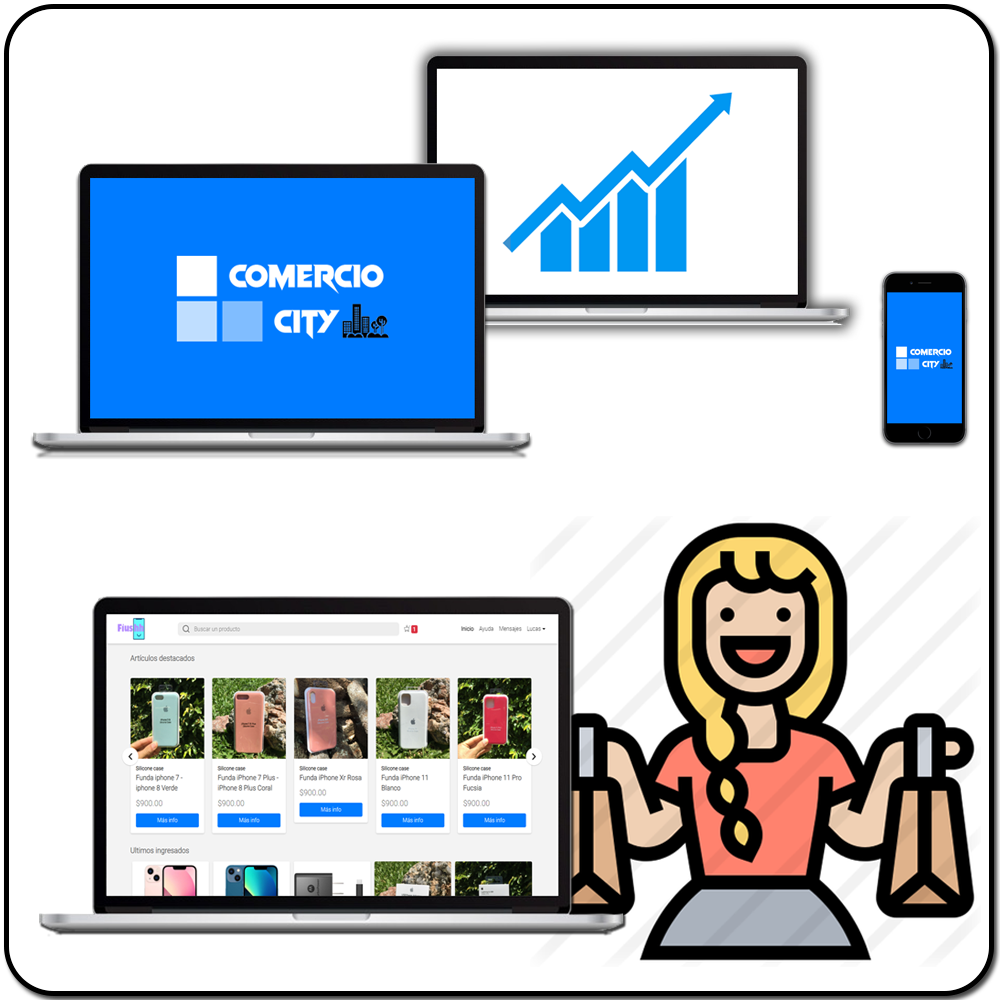 COMERCIO
CITY
COMERCIO
CITY
Fiushh
Buscar un producto
1
Inicio Ayuda Mensajes Lucas
Artículos destacados
Silicone case Silicone case Silicone case Silicone case Silicone case
Funda iphone 7 - Funda iPhone 7 Plus - Funda iPhone Xr Rosa Funda iPhone 11 Funda iPhone 11 Pro
iphone 8 Verde iPhone 8 Plus Coral Blanco Fucsia
$900.00 $900.00 $900.00 $900.00 $900.00
Más info Más info Más info Más info Más info
Ultimos ingresados